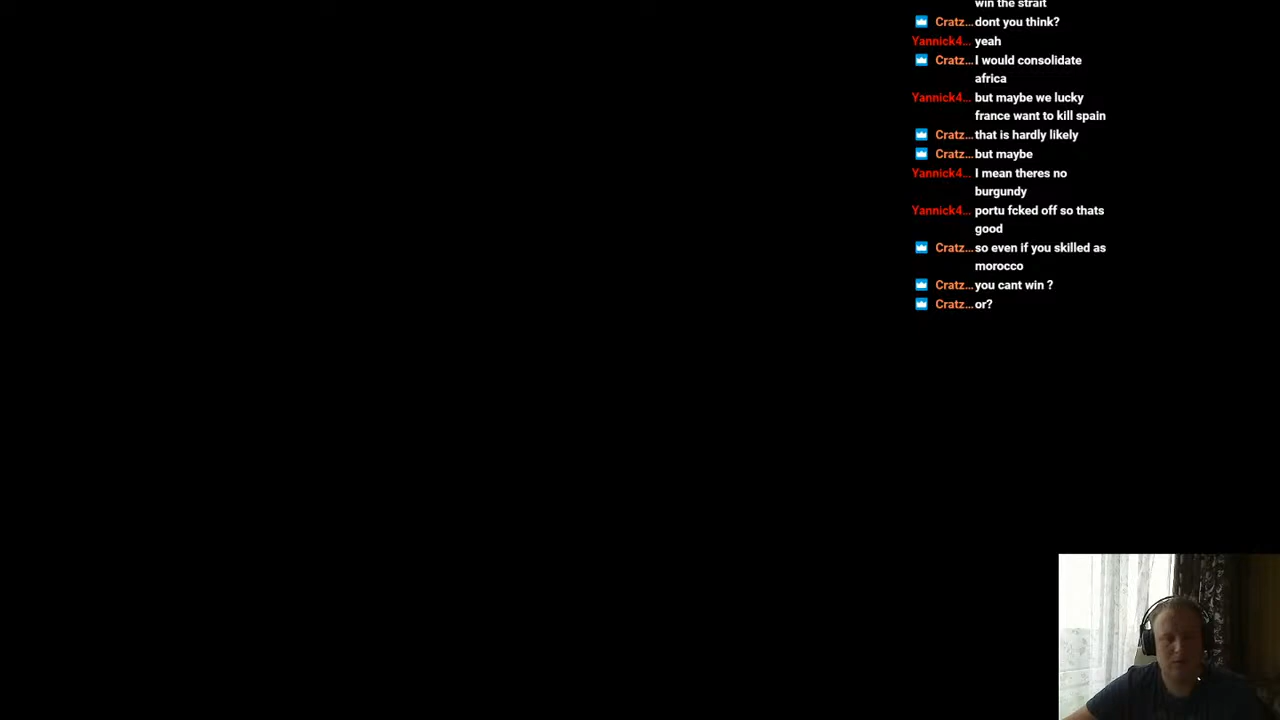 win the strait
Cratz... dont you think?
Yannick4... yeah
Cratz... I would consolidate
africa
Yannick4... but maybe we lucky
france want to kill spain
Cratz... that is hardly likely
Cratz... but maybe
Yannick4... I mean theres no
burgundy
Yannick4... portu fcked off so thats
good
Cratz... so even if you skilled as
morocco
Cratz... you cant win ?
Cratz... or?